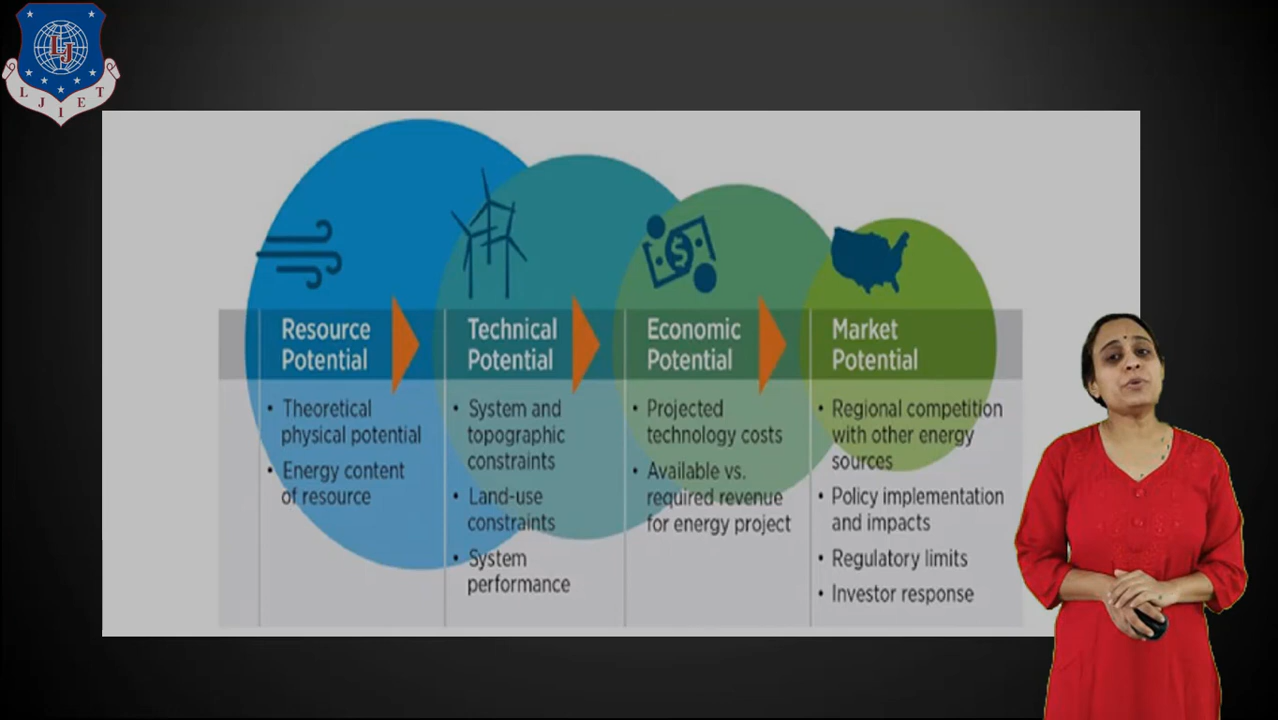 LJ
LJIET
Resource
Potential
• Theoretical
physical potential
• Energy content
of resource
Technical
Potential
• System and
topographic
constraints
• Land-use
constraints
• System
performance
$
Economic
Potential
• Projected
technology costs
• Available vs.
required revenue
for energy project
Market
Potential
• Regional competition
with other energy
sources
• Policy implementation
and impacts
• Regulatory limits
• Investor response